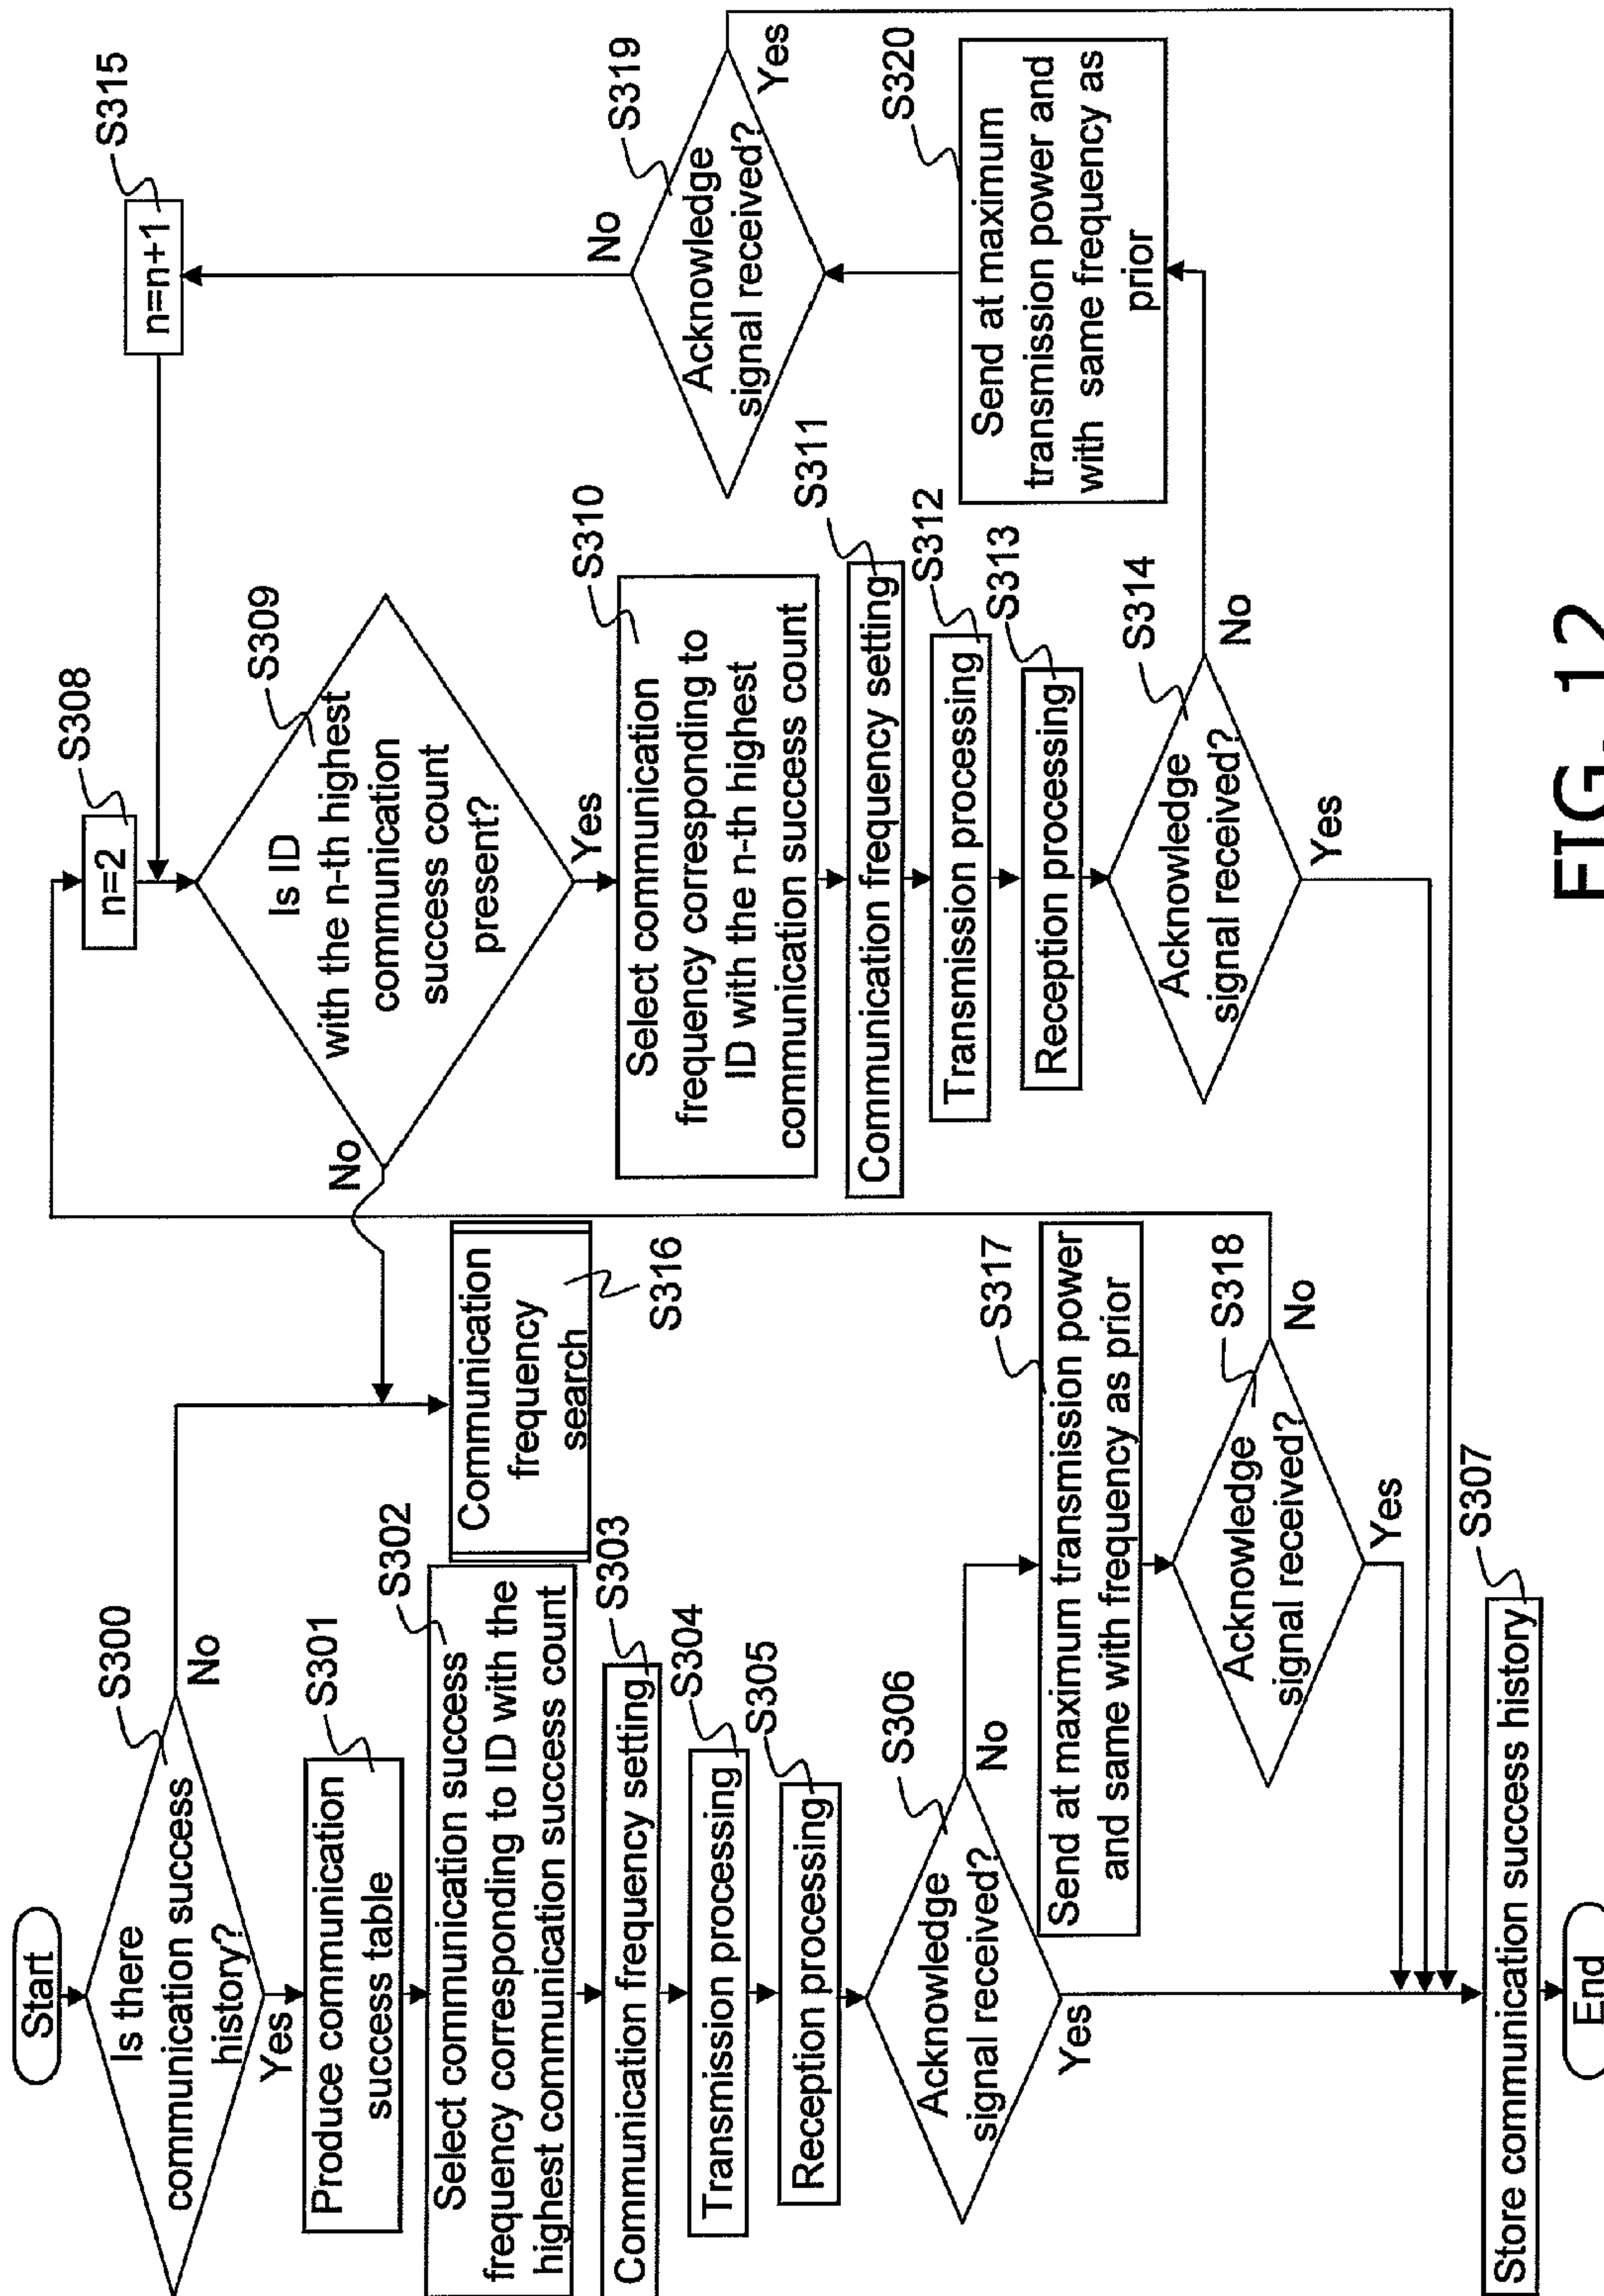 Start
Is there
communication success
history?
S300
No
Yes
Produce communication
success table
S301
Select communication success
frequency corresponding to ID with the
highest communication success count
S302
Communication frequency setting
S303
Transmission processing
S304
Reception processing
S305
Acknowledge
signal received?
S306
No
Yes
Communication
frequency
search
S316
Send at maximum transmission power
and same with frequency as prior
S317
Acknowledge
signal received?
S318
No
Yes
Store communication success history
S307
End
n=2
S308
Is ID
with the n-th highest
communication
success count
present?
S309
No
Yes
Select communication
frequency corresponding to
ID with the n-th highest
communication success count
S310
Communication frequency setting
S311
Transmission processing
S312
Reception processing
S313
Acknowledge
signal received?
S314
No
Yes
n=n+1
S315
Acknowledge
signal received?
S319
No
Yes
Send at maximum
transmission power and
with same frequency as
prior
S320
FIG. 12